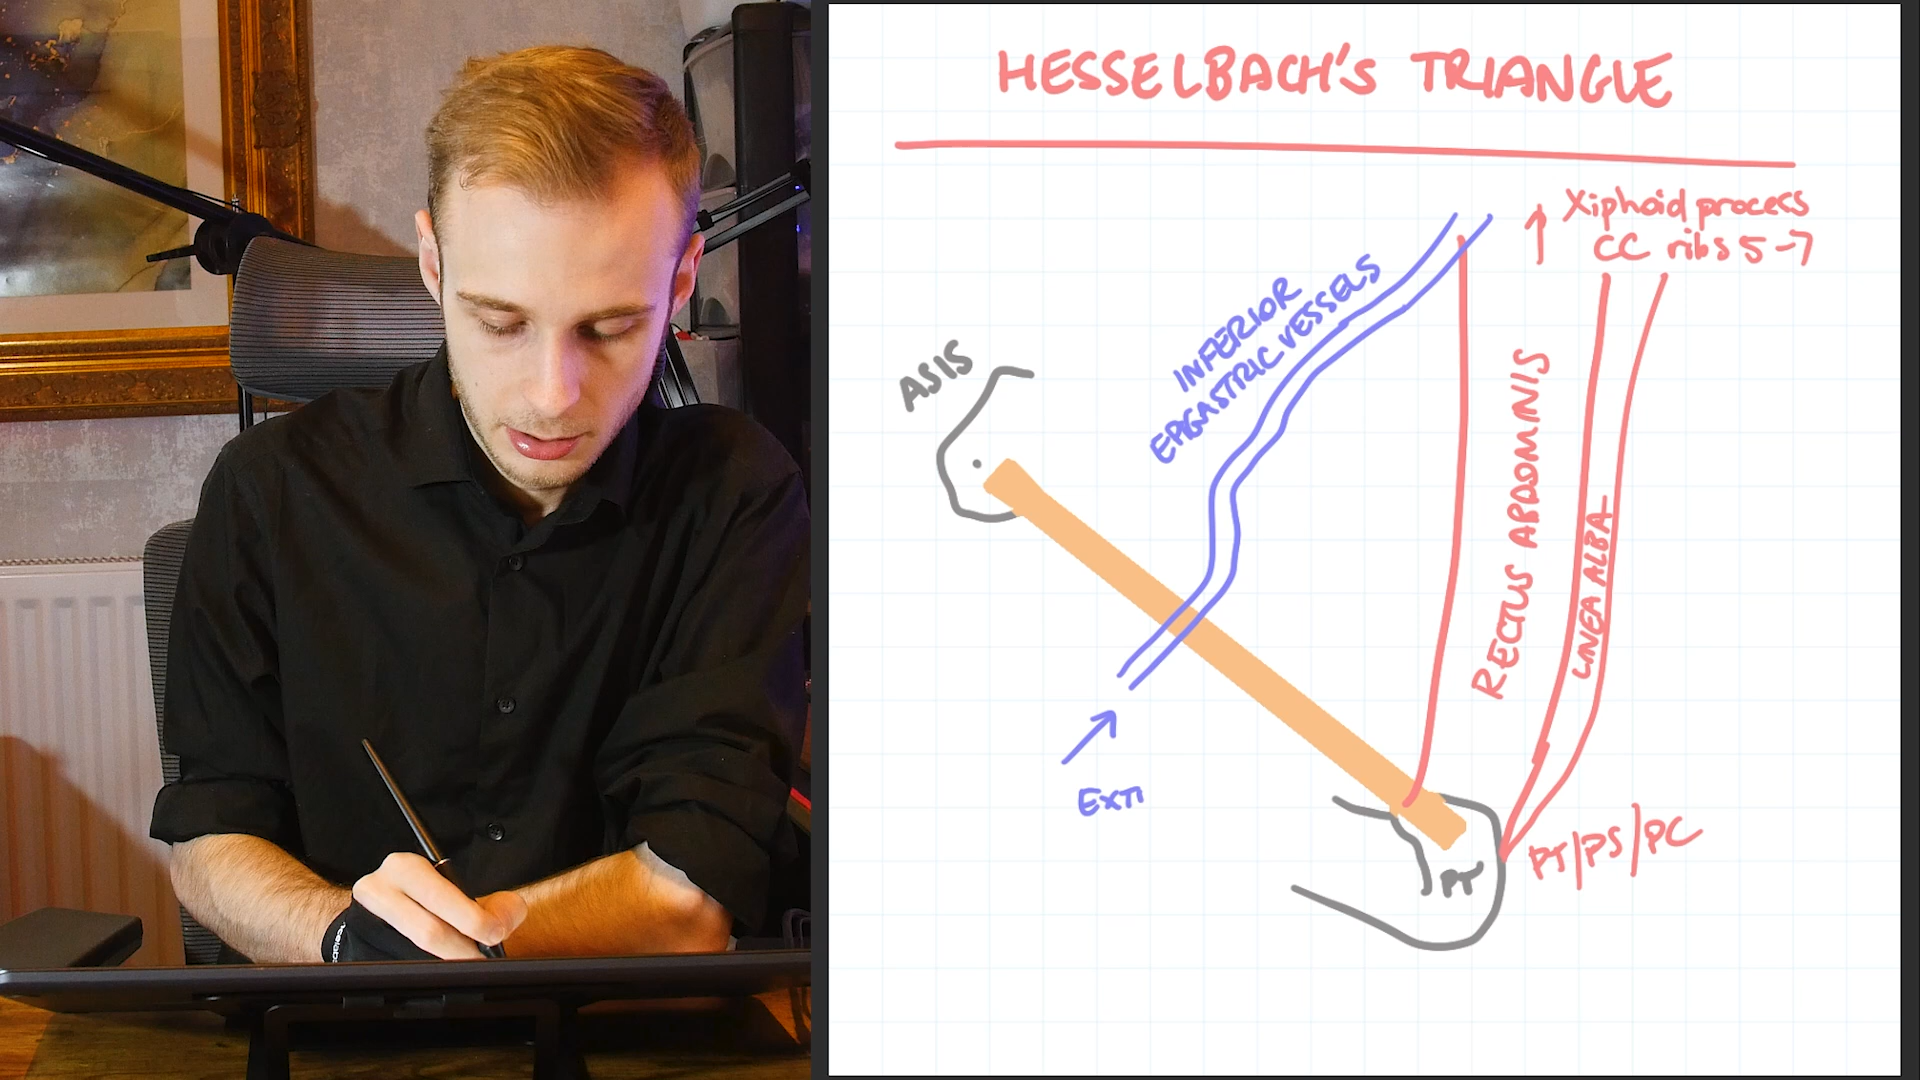 HESSELBACH'S TRIANGLE
↑ Xiphoid process
CC ribs 5-7
INFERIOR
EPIGASTRIC VESSELS
ASIS
RECTUS ABDOMINIS
LINEA ALBA
EXTI
PT/PS/PC
PT